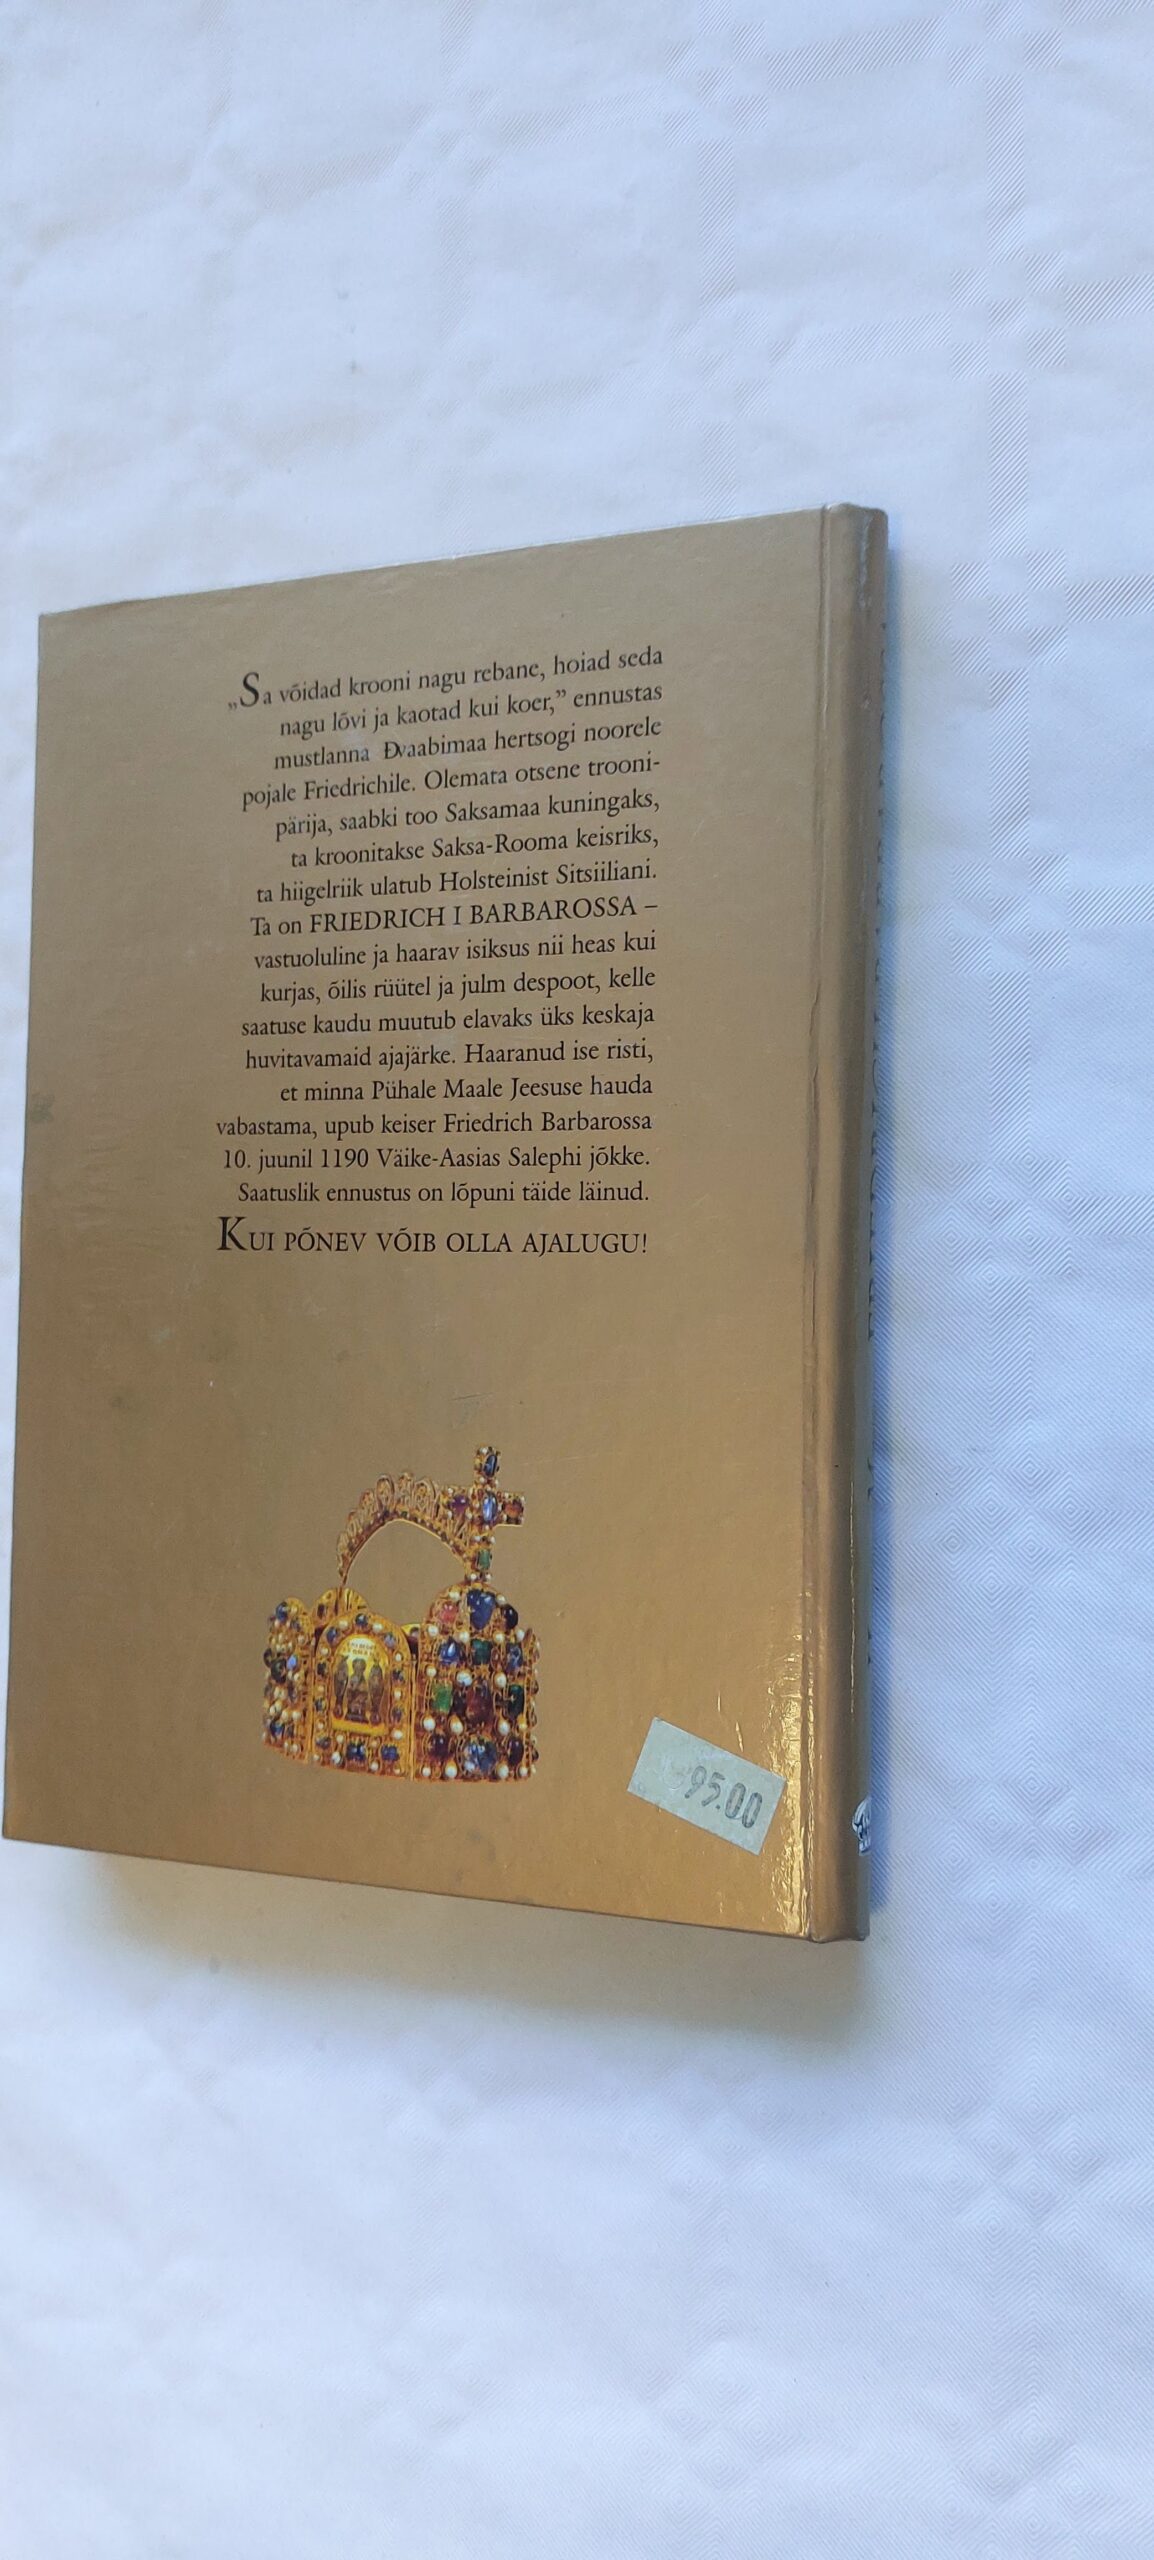 „Sa võidad krooni nagu rebane, hoiad seda
nagu lõvi ja kaotad kui koer,” ennustas
mustlanna Đvaabimaa hertsogi noorele
pojale Friedrichile. Olemata otsene trooni-
pärija, saabki too Saksamaa kuningaks,
ta kroonitakse Saksa-Rooma keisriks,
ta hiigelriik ulatub Holsteinist Sitsiiliani.
Ta on FRIEDRICH I BARBAROSSA –
vastuoluline ja haarav isiksus nii heas kui
kurjas, õilis rüütel ja julm despoot, kelle
saatuse kaudu muutub elavaks üks keskaja
huvitavamaid ajajärke. Haaranud ise risti,
et minna Pühale Maale Jeesuse hauda
vabastama, upub keiser Friedrich Barbarossa
10. juunil 1190 Väike-Aasias Salephi jõkke.
Saatuslik ennustus on lõpuni täide läinud.
KUI PÕNEV VÕIB OLLA AJALUGU!
95.00